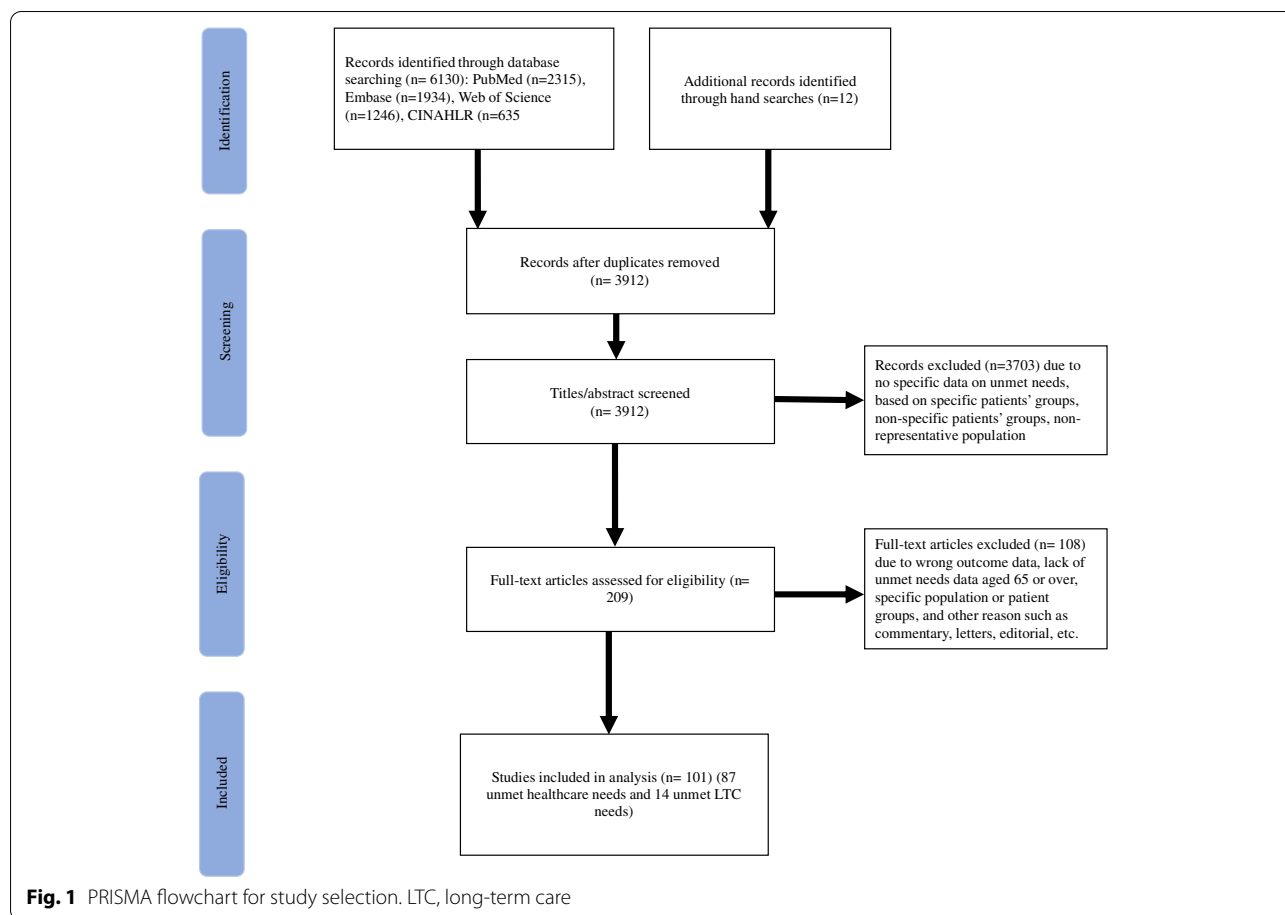 Identification
Records identified through database
searching (n= 6130): PubMed (n=2315),
Embase (n=1934), Web of Science
(n=1246), CINAHLR (n=635
Additional records identified
through hand searches (n=12)
Screening
Records after duplicates removed
(n= 3912)
Titles/abstract screened
(n= 3912)
Records excluded (n=3703) due to
no specific data on unmet needs,
based on specific patients’ groups,
non-specific patients’ groups, non-
representative population
Eligibility
Full-text articles assessed for eligibility (n=
209)
Full-text articles excluded (n= 108)
due to wrong outcome data, lack of
unmet needs data aged 65 or over,
specific population or patient
groups, and other reason such as
commentary, letters, editorial, etc.
Included
Studies included in analysis (n= 101) (87
unmet healthcare needs and 14 unmet LTC
needs)
Fig. 1 PRISMA flowchart for study selection. LTC, long-term care